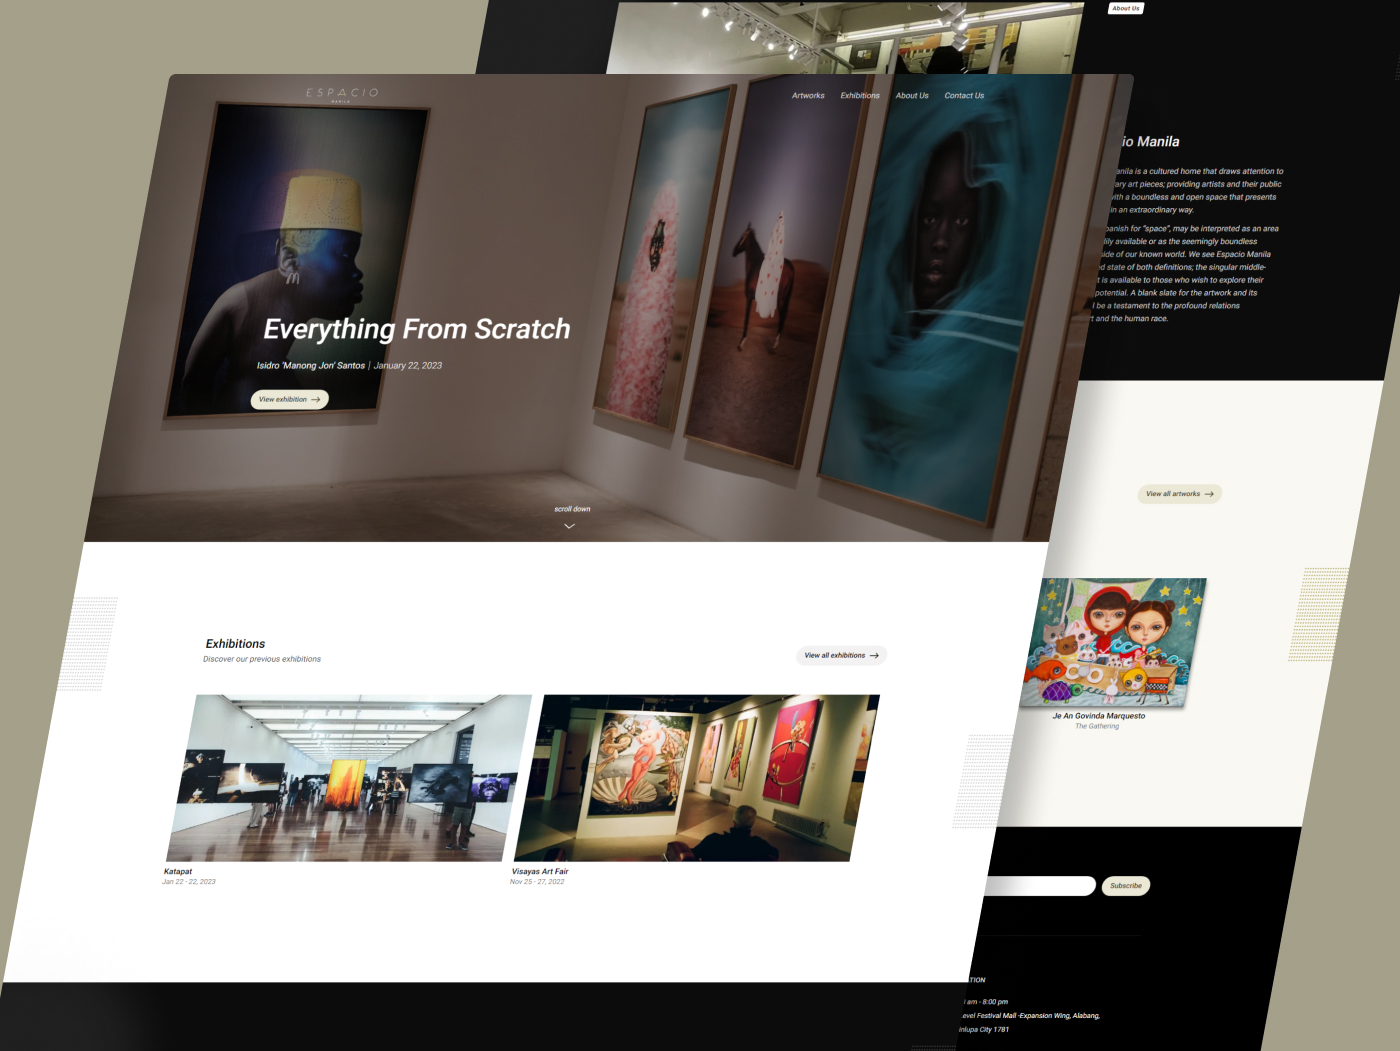 About Us
ESPACIO
MANILA
Artworks
Exhibitions
About Us
Contact Us
Everything From Scratch
Isidro 'Manong Jon' Santos | January 22, 2023
View exhibition
scroll down
Exhibitions
Discover our previous exhibitions
View all exhibitions
Katapat
Jan 22 - 22, 2023
Visayas Art Fair
Nov 25 - 27, 2022
io Manila
anila is a cultured home that draws attention to
ary art pieces; providing artists and their public
with a boundless and open space that presents
in an extraordinary way.
panish for "space", may be interpreted as an area
dily available or as the seemingly boundless
side of our known world. We see Espacio Manila
ed state of both definitions; the singular middle-
t is available to those who wish to explore their
potential. A blank slate for the artwork and its
l be a testament to the profound relations
t and the human race.
View all artworks
CO
Je An Govinda Marquesto
The Gathering
Subscribe
TION
am - 8:00 pm
evel Festival Mall -Expansion Wing, Alabang,
inlupa City 1781